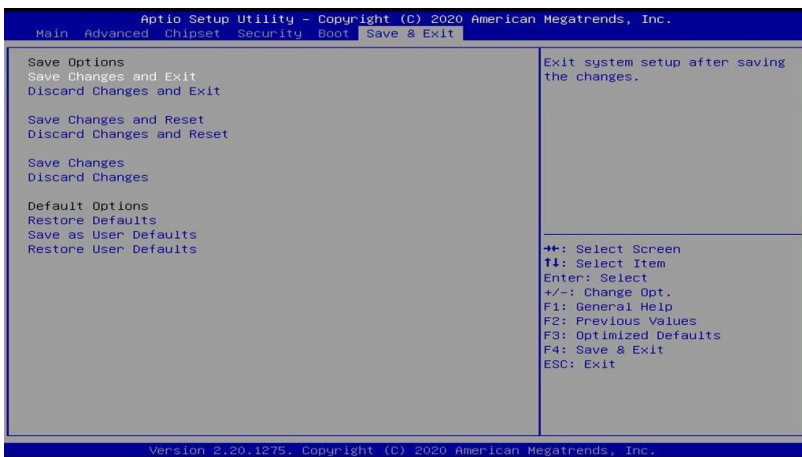 Aptio Setup Utility – Copyright (C) 2020 American Megatrends, Inc.
Main Advanced Chipset Security Boot Save & Exit
Save Options
Save Changes and Exit
Discard Changes and Exit
Save Changes and Reset
Discard Changes and Reset
Save Changes
Discard Changes
Default Options
Restore Defaults
Save as User Defaults
Restore User Defaults
Exit system setup after saving
the changes.
→←: Select Screen
↑↓: Select Item
Enter: Select
+/-: Change Opt.
F1: General Help
F2: Previous Values
F3: Optimized Defaults
F4: Save & Exit
ESC: Exit
Version 2.20.1275. Copyright (C) 2020 American Megatrends, Inc.